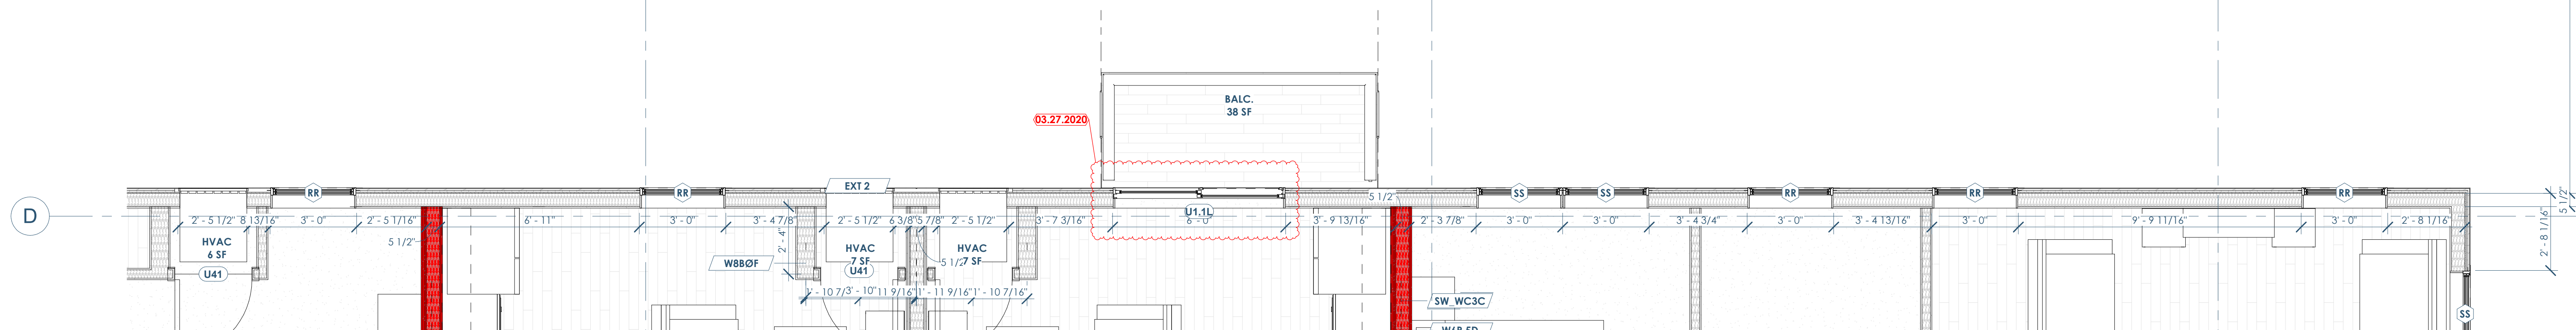 BALC.
38 SF
03.27.2020
RR
RR
EXT 2
SS
SS
RR
RR
RR
5 1/2"
D
2' - 5 1/2"
8 13/16"
3' - 0"
2' - 5 1/16"
6' - 11"
3' - 0"
3' - 4 7/8"
2' - 5 1/2"
6 3/8"
5 7/8"
2' - 5 1/2"
3' - 7 3/16"
U1.1L
6' - 0"
3' - 9 13/16"
2' - 3 7/8"
3' - 0"
3' - 0"
3' - 4 3/4"
3' - 0"
3' - 4 13/16"
3' - 0"
9' - 9 11/16"
3' - 0"
2' - 8 1/16"
5 1/2"
2' - 8 1/16"
HVAC
6 SF
U41
5 1/2"
2' - 4"
HVAC
7 SF
U41
HVAC
7 SF
5 1/2"
W8BØF
3' - 10"
11 9/16"
1' - 11 9/16"
1' - 10 7/16"
SW_WC3C
SS